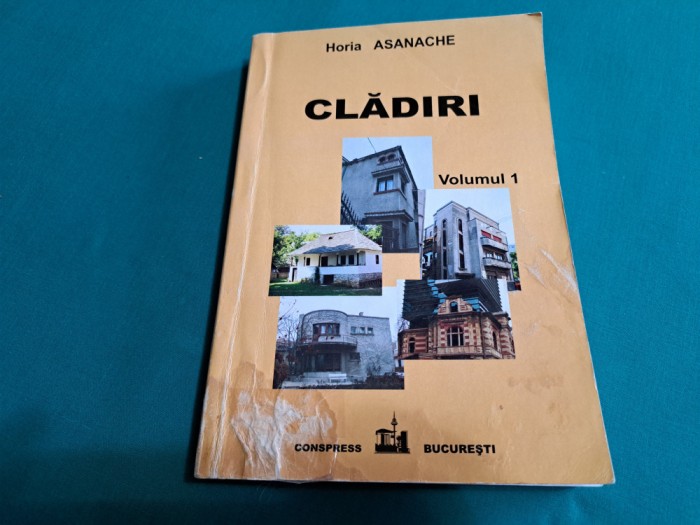 Horia ASANACHE
CLĂDIRI
Volumul 1
CONSPRESS BUCUREŞTI